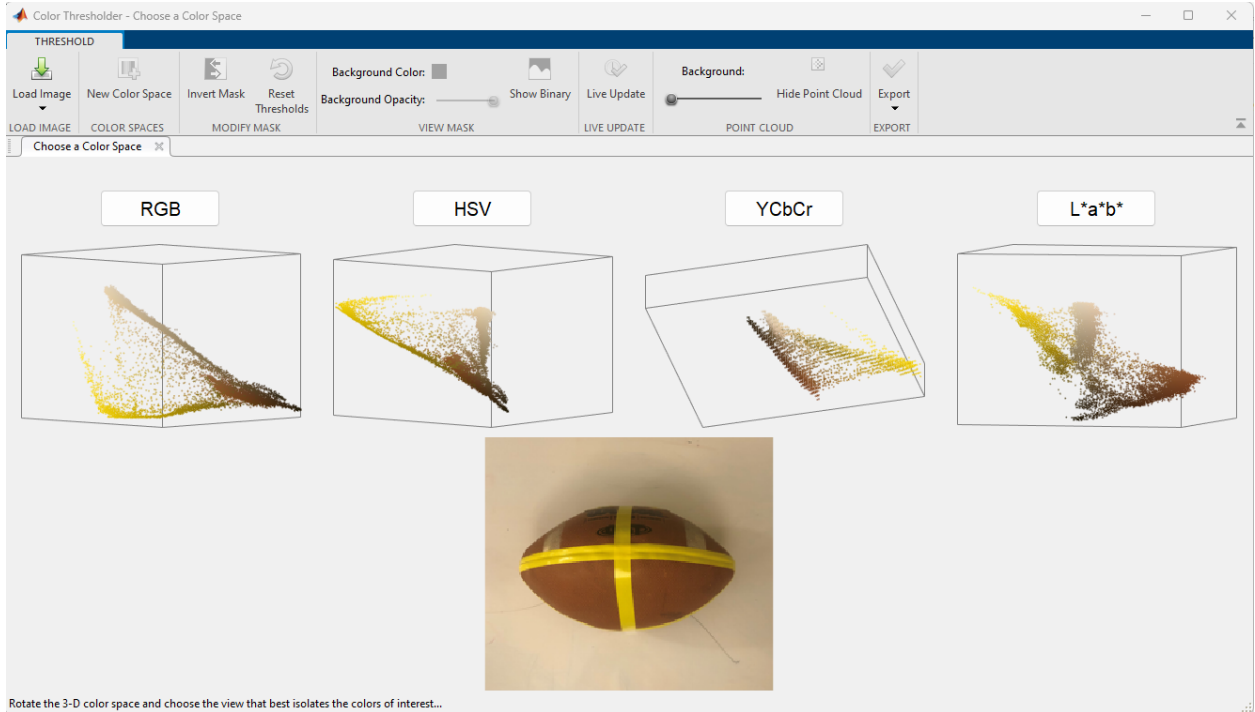 Color Thresholder - Choose a Color Space
THRESHOLD
Load Image
New Color Space
Invert Mask
Reset
Thresholds
Background Color:
Background Opacity:
Show Binary
Live Update
Background:
Hide Point Cloud
Export
LOAD IMAGE
COLOR SPACES
MODIFY MASK
VIEW MASK
LIVE UPDATE
POINT CLOUD
EXPORT
Choose a Color Space
RGB
HSV
YCbCr
L*a*b*
Rotate the 3-D color space and choose the view that best isolates the colors of interest...